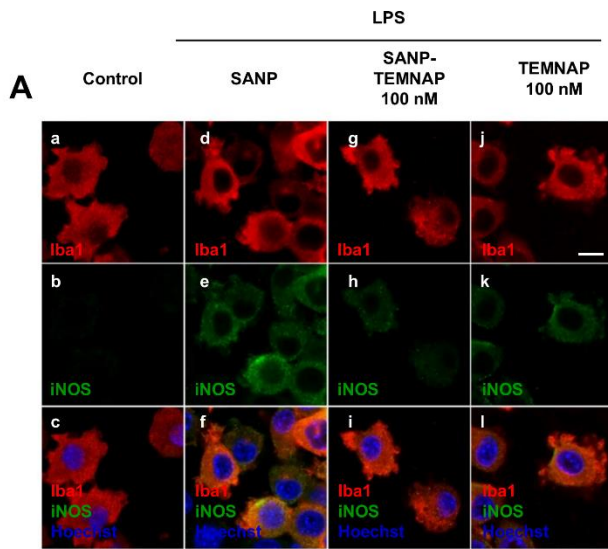 LPS
Control SANP SANP- TEMNAP
TEMNAP 100 nM
100 nM
A
a d g j
Iba1 Iba1 Iba1 Iba1
b e h k
iNOS iNOS iNOS iNOS
c f i l
Iba1 Iba1 Iba1 Iba1
iNOS iNOS iNOS iNOS
Hoechst Hoechst Hoechst Hoechst